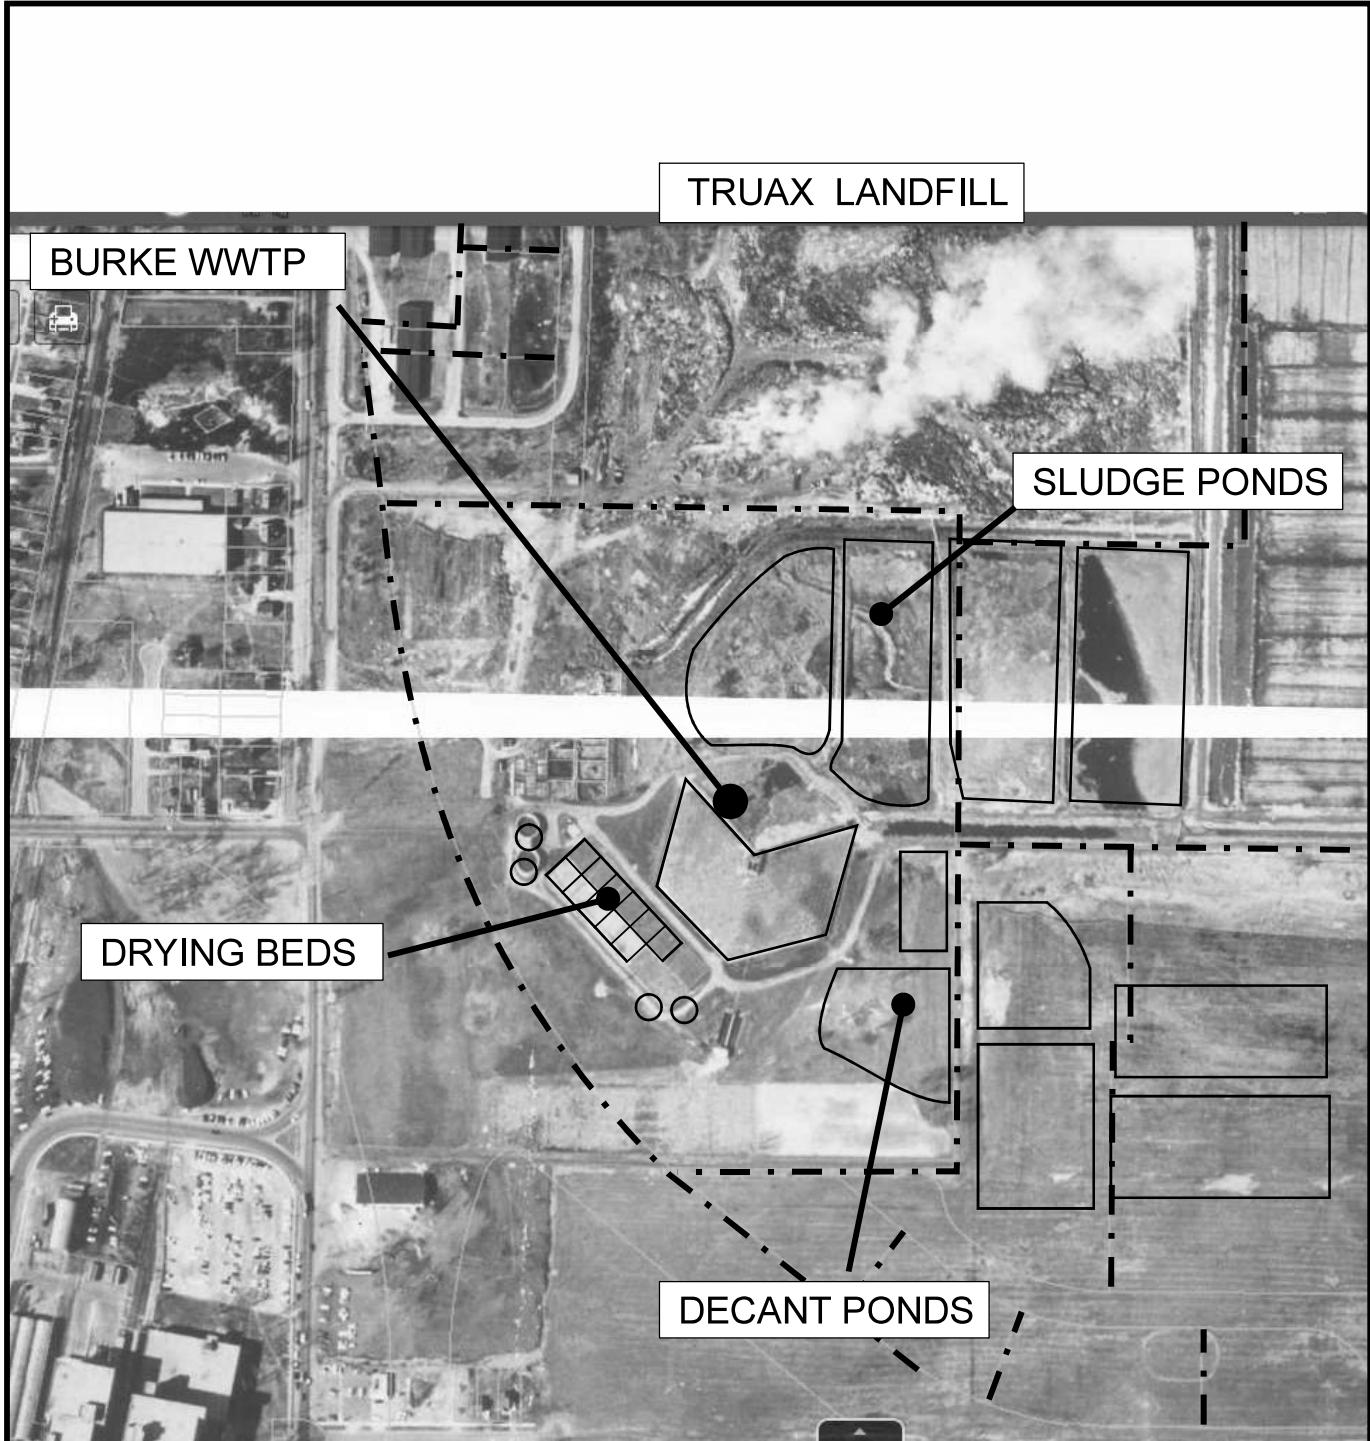 TRUAX LANDFILL
BURKE WWTP
SLUDGE PONDS
DRYING BEDS
DECANT PONDS